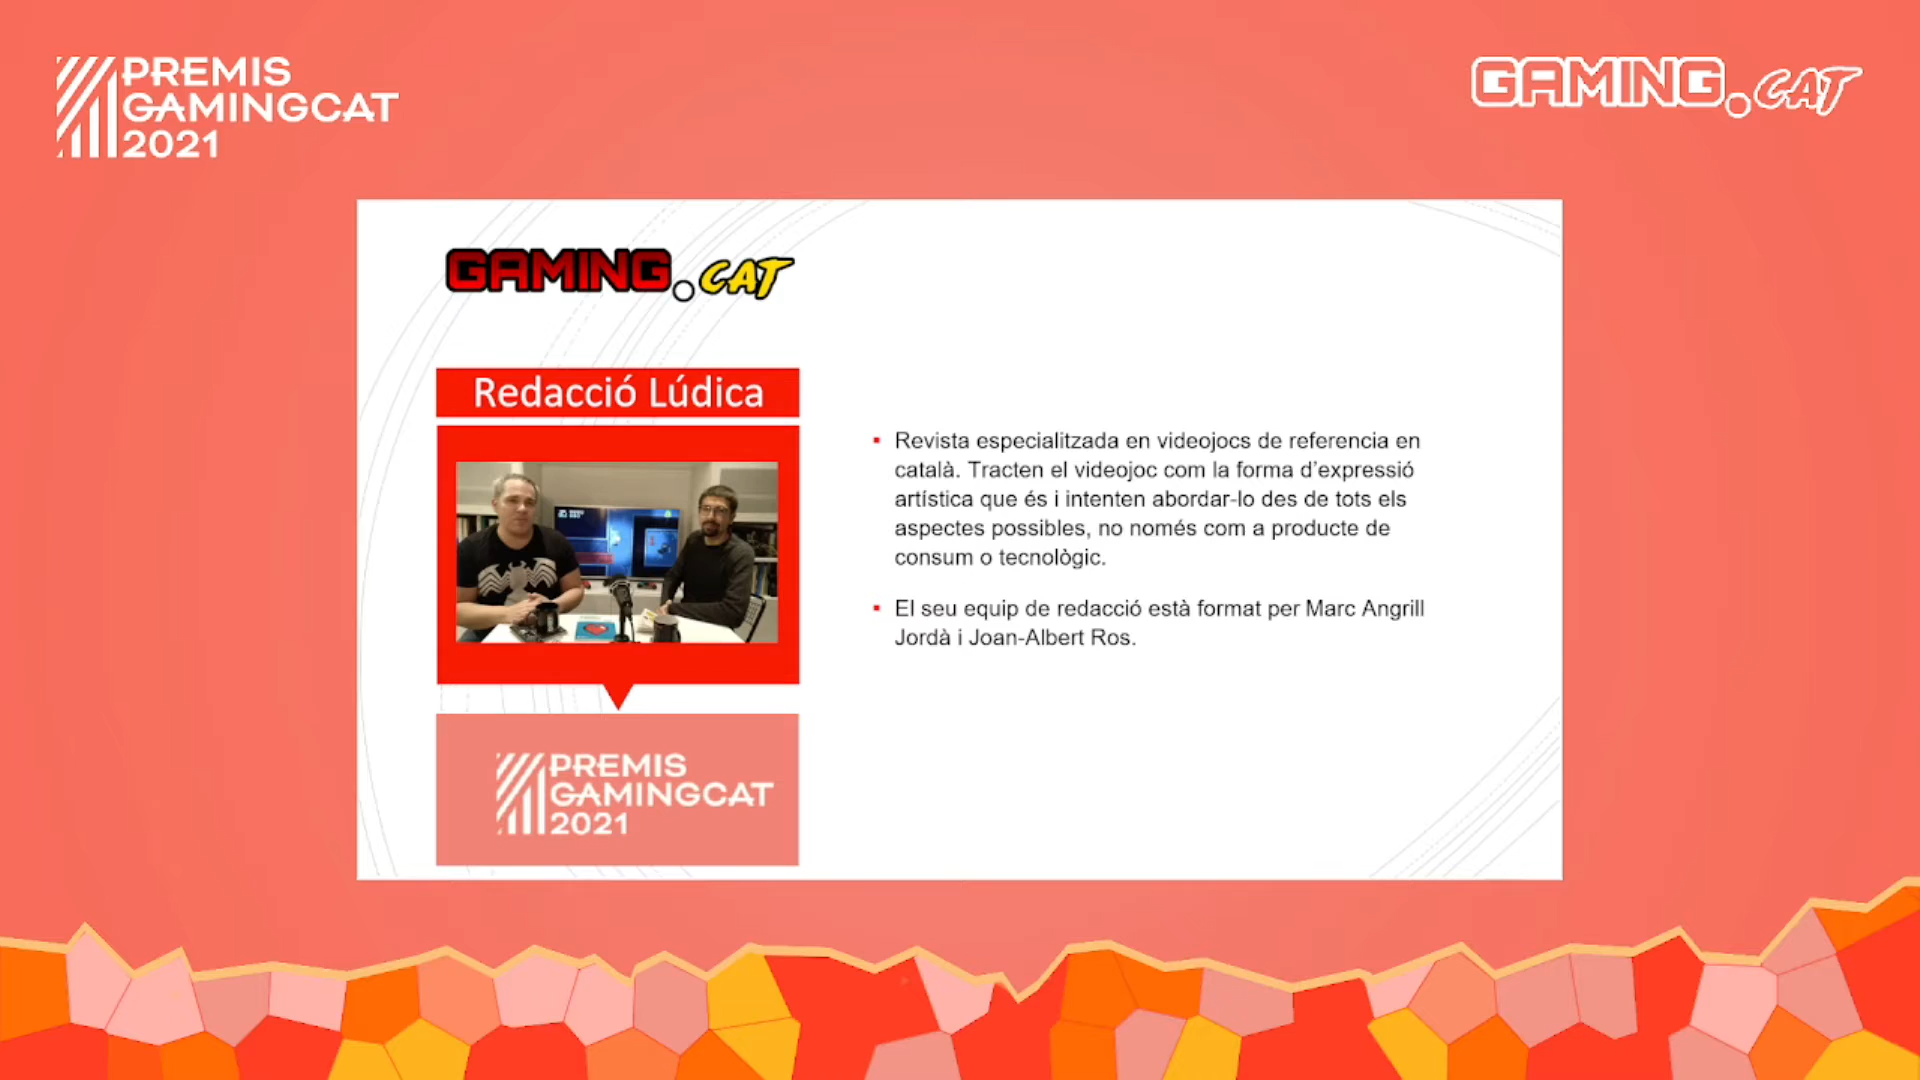 PREMIS
GAMINGCAT
2021
GAMING.CAT
GAMING.CAT
Redacció Lúdica
Revista especialitzada en videojocs de referencia en
català. Tracten el videojoc com la forma d’expressió
artística que és i intenten abordar-lo des de tots els
aspectes possibles, no només com a producte de
consum o tecnològic.
El seu equip de redacció està format per Marc Angrill
Jordà i Joan-Albert Ros.
PREMIS
GAMINGCAT
2021